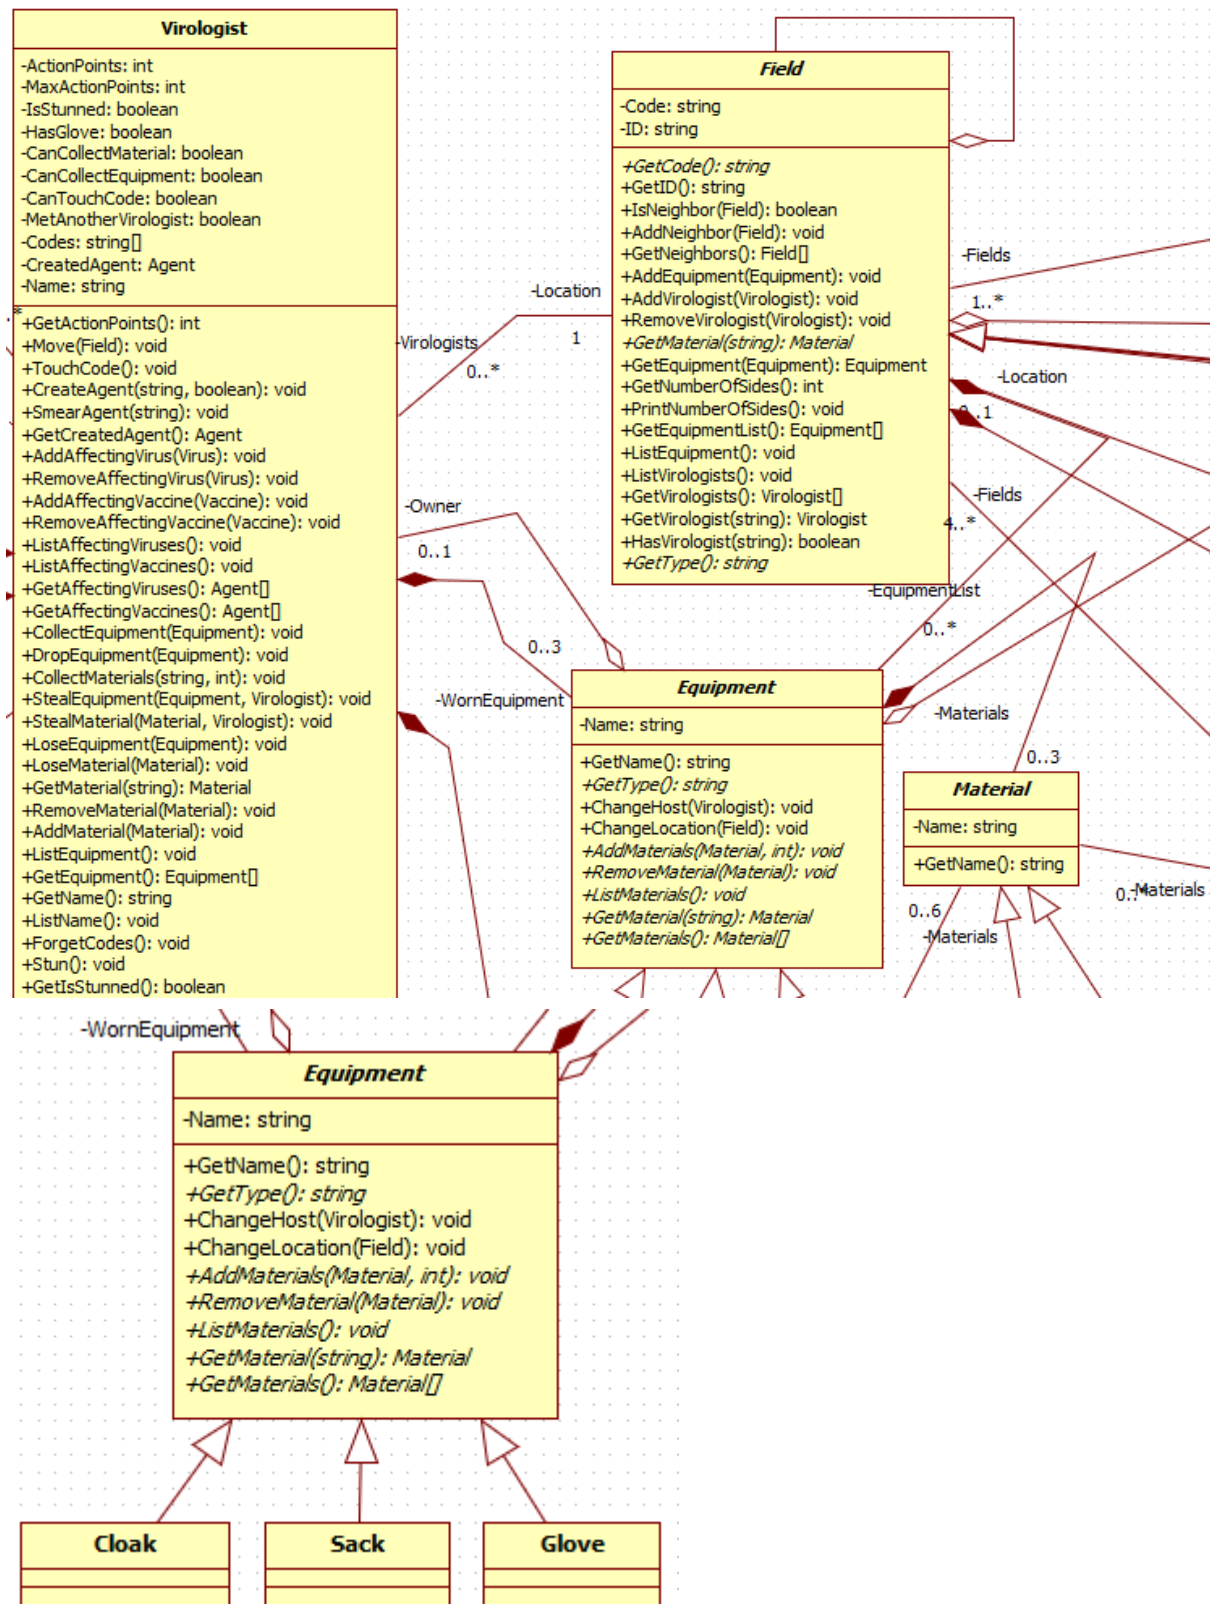 Virologist
-ActionPoints: int
-MaxActionPoints: int
-IsStunned: boolean
-HasGlove: boolean
-CanCollectMaterial: boolean
-CanCollectEquipment: boolean
-CanTouchCode: boolean
-MetAnotherVirologist: boolean
-Codes: string[]
-CreatedAgent: Agent
-Name: string
+GetActionPoints(): int
+Move(Field): void
+TouchCode(): void
+CreateAgent(string, boolean): void
+SmearAgent(string): void
+GetCreatedAgent(): Agent
+AddAffectingVirus(Virus): void
+RemoveAffectingVirus(Virus): void
+AddAffectingVaccine(Vaccine): void
+RemoveAffectingVaccine(Vaccine): void
+ListAffectingViruses(): void
+ListAffectingVaccines(): void
+GetAffectingViruses(): Agent[]
+GetAffectingVaccines(): Agent[]
+CollectEquipment(Equipment): void
+DropEquipment(Equipment): void
+CollectMaterials(string, int): void
+StealEquipment(Equipment, Virologist): void
+StealMaterial(Material, Virologist): void
+LoseEquipment(Equipment): void
+LoseMaterial(Material): void
+GetMaterial(string): Material
+RemoveMaterial(Material): void
+AddMaterial(Material): void
+ListEquipment(): void
+GetEquipment(): Equipment[]
+GetName(): string
+ListName(): void
+ForgetCodes(): void
+Stun(): void
+GetIsStunned(): boolean
-Location
1
-Virologists
0..*
-Owner
0..1
0..3
-WornEquipment
Field
-Code: string
-ID: string
+GetCode(): string
+GetID(): string
+IsNeighbor(Field): boolean
+AddNeighbor(Field): void
+GetNeighbors(): Field[]
+AddEquipment(Equipment): void
+AddVirologist(Virologist): void
+RemoveVirologist(Virologist): void
+GetMaterial(string): Material
+GetEquipment(Equipment): Equipment
+GetNumberOfSides(): int
+PrintNumberOfSides(): void
+GetEquipmentList(): Equipment[]
+ListEquipment(): void
+ListVirologists(): void
+GetVirologists(): Virologist[]
+GetVirologist(string): Virologist
+HasVirologist(string): boolean
+GetType(): string
-Fields
1..*
-Location
0..1
-Fields
4..*
-EquipmentList
0..*
Equipment
-Name: string
+GetName(): string
+GetType(): string
+ChangeHost(Virologist): void
+ChangeLocation(Field): void
+AddMaterials(Material, int): void
+RemoveMaterial(Material): void
+ListMaterials(): void
+GetMaterial(string): Material
+GetMaterials(): Material[]
-Materials
0..3
Material
-Name: string
+GetName(): string
0..*
-Materials
0..6
-Materials
-WornEquipment
Equipment
-Name: string
+GetName(): string
+GetType(): string
+ChangeHost(Virologist): void
+ChangeLocation(Field): void
+AddMaterials(Material, int): void
+RemoveMaterial(Material): void
+ListMaterials(): void
+GetMaterial(string): Material
+GetMaterials(): Material[]
Cloak
Sack
Glove